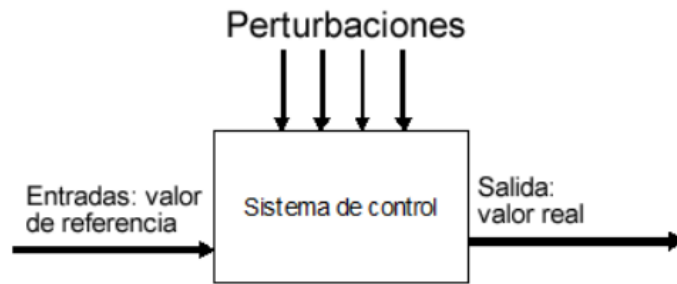 Perturbaciones
Entradas: valor
de referencia
Sistema de control
Salida:
valor real